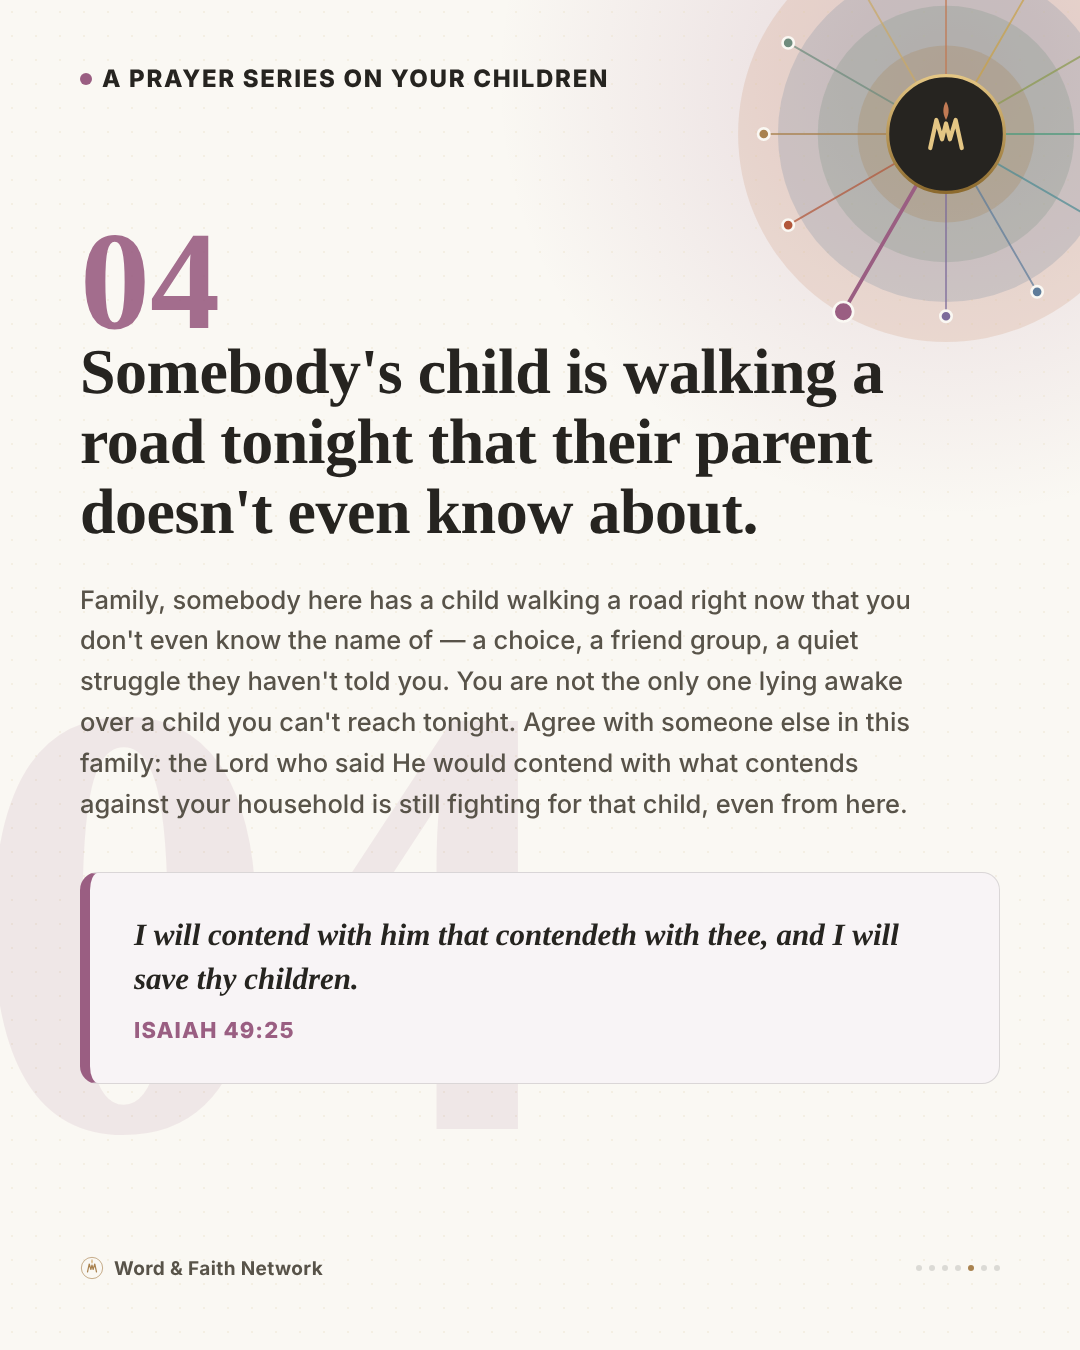 A PRAYER SERIES ON YOUR CHILDREN
04
Somebody's child is walking a
road tonight that their parent
doesn't even know about.
Family, somebody here has a child walking a road right now that you
don't even know the name of — a choice, a friend group, a quiet
struggle they haven't told you. You are not the only one lying awake
over a child you can't reach tonight. Agree with someone else in this
family: the Lord who said He would contend with what contends
against your household is still fighting for that child, even from here.
04
I will contend with him that contendeth with thee, and I will
save thy children.
ISAIAH 49:25
Word & Faith Network